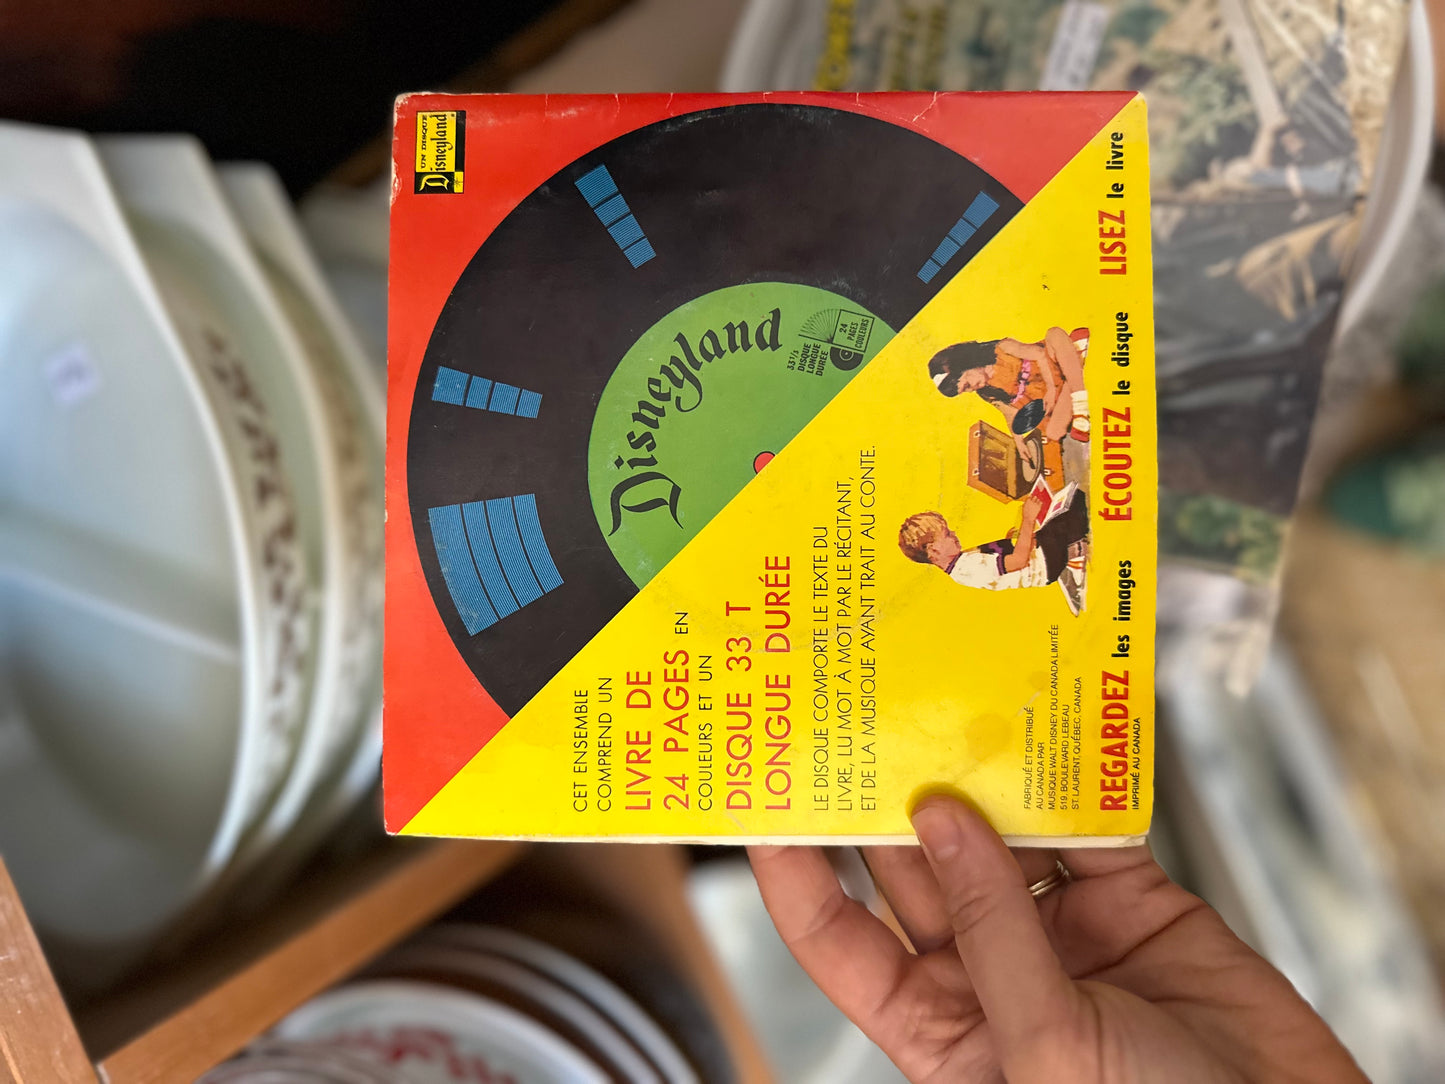 UN DISQUE
Disneyland
Disneyland
33 1/3
DISQUE
LONGUE
DURÉE
24
PAGES
COULEURS
CET ENSEMBLE
COMPREND UN
LIVRE DE
24 PAGES EN
COULEURS ET UN
DISQUE 33 T
LONGUE DURÉE
LE DISQUE COMPORTE LE TEXTE DU
LIVRE, LU MOT À MOT PAR LE RÉCITANT,
ET DE LA MUSIQUE AYANT TRAIT AU CONTE.
FABRIQUÉ ET DISTRIBUÉ
AU CANADA PAR
MUSIQUE WALT DISNEY DU CANADA LIMITÉE
519, BOULEVARD LEBEAU
ST. LAURENT, QUÉBEC, CANADA
REGARDEZ les images ÉCOUTEZ le disque LISEZ le livre
IMPRIMÉ AU CANADA